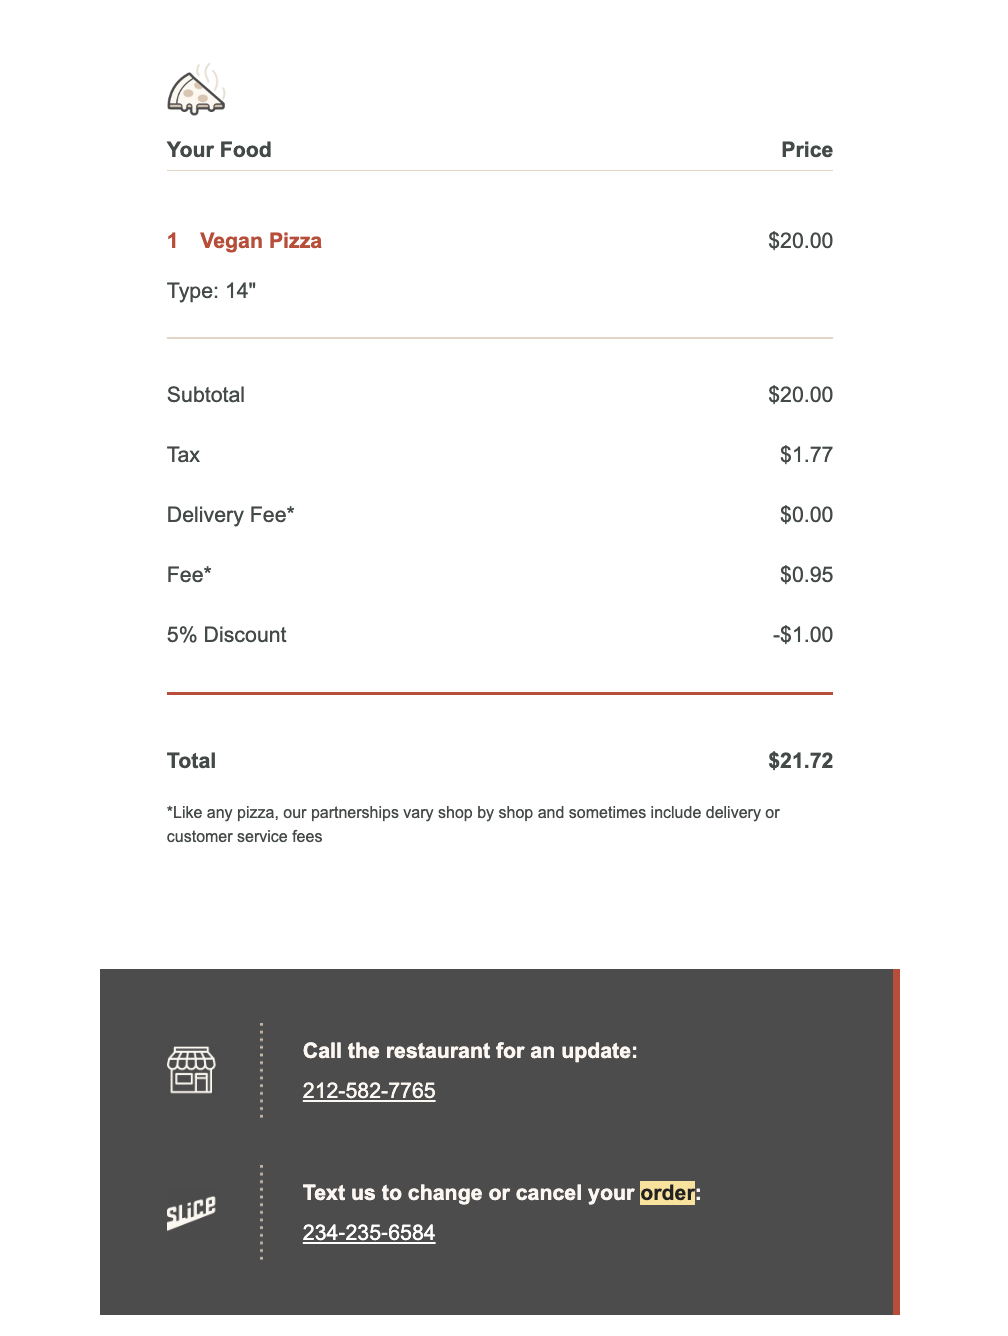 Your Food Price
1 Vegan Pizza $20.00
Type: 14"
Subtotal $20.00
Tax $1.77
Delivery Fee* $0.00
Fee* $0.95
5% Discount -$1.00
Total $21.72
*Like any pizza, our partnerships vary shop by shop and sometimes include delivery or
customer service fees
Call the restaurant for an update:
212-582-7765
Text us to change or cancel your order:
SLiCe
234-235-6584